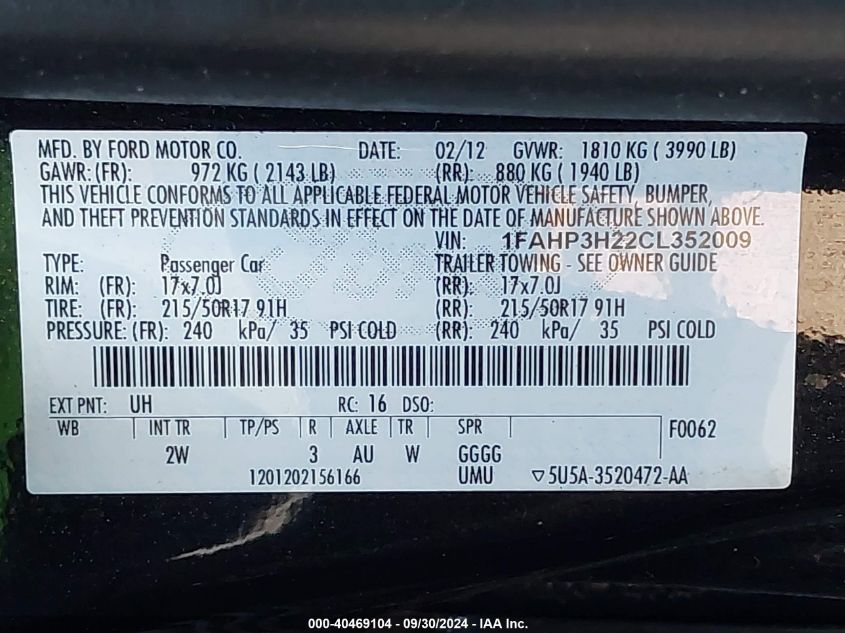 MFD. BY FORD MOTOR CO. DATE: 02/12 GVWR: 1810 KG ( 3990 LB)
GAWR: (FR): 972 KG ( 2143 LB) (RR): 880 KG ( 1940 LB)
THIS VEHICLE CONFORMS TO ALL APPLICABLE FEDERAL MOTOR VEHICLE SAFETY, BUMPER,
AND THEFT PREVENTION STANDARDS IN EFFECT ON THE DATE OF MANUFACTURE SHOWN ABOVE.
VIN: 1FAHP3H22CL352009
TYPE: Passenger Car TRAILER TOWING - SEE OWNER GUIDE
RIM: (FR): 17x7.0J (RR): 17x7.0J
TIRE: (FR): 215/50R17 91H (RR): 215/50R17 91H
PRESSURE: (FR): 240 kPa/ 35 PSI COLD (RR): 240 kPa/ 35 PSI COLD
EXT PNT: UH RC: 16 DSO:
WB INT TR TP/PS R AXLE TR SPR F0062
2W 3 AU W GGGG
1201202156166 UMU ▽5U5A-3520472-AA
000-40469104 - 09/30/2024 - IAA Inc.